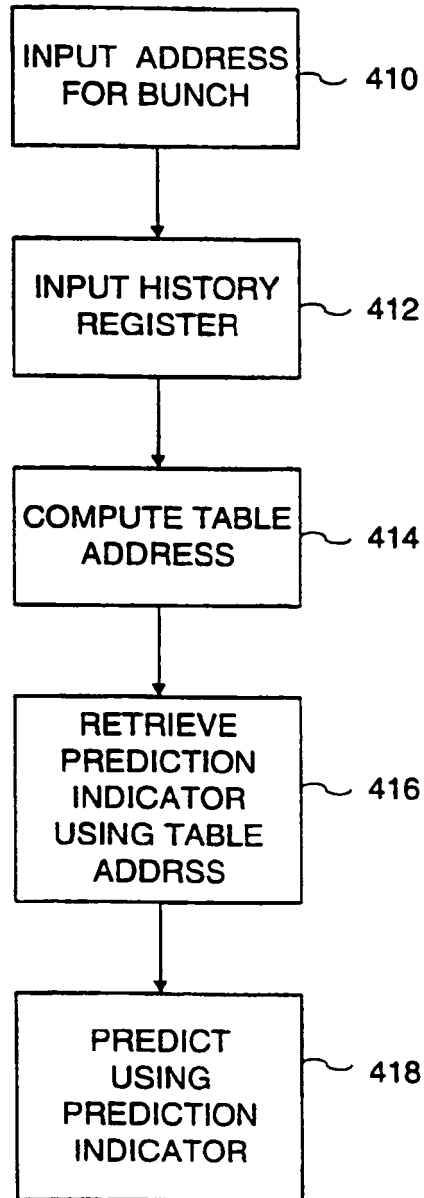 INPUT ADDRESS
FOR BUNCH
410
INPUT HISTORY
REGISTER
412
COMPUTE TABLE
ADDRESS
414
RETRIEVE
PREDICTION
INDICATOR
USING TABLE
ADDRSS
416
PREDICT
USING
PREDICTION
INDICATOR
418